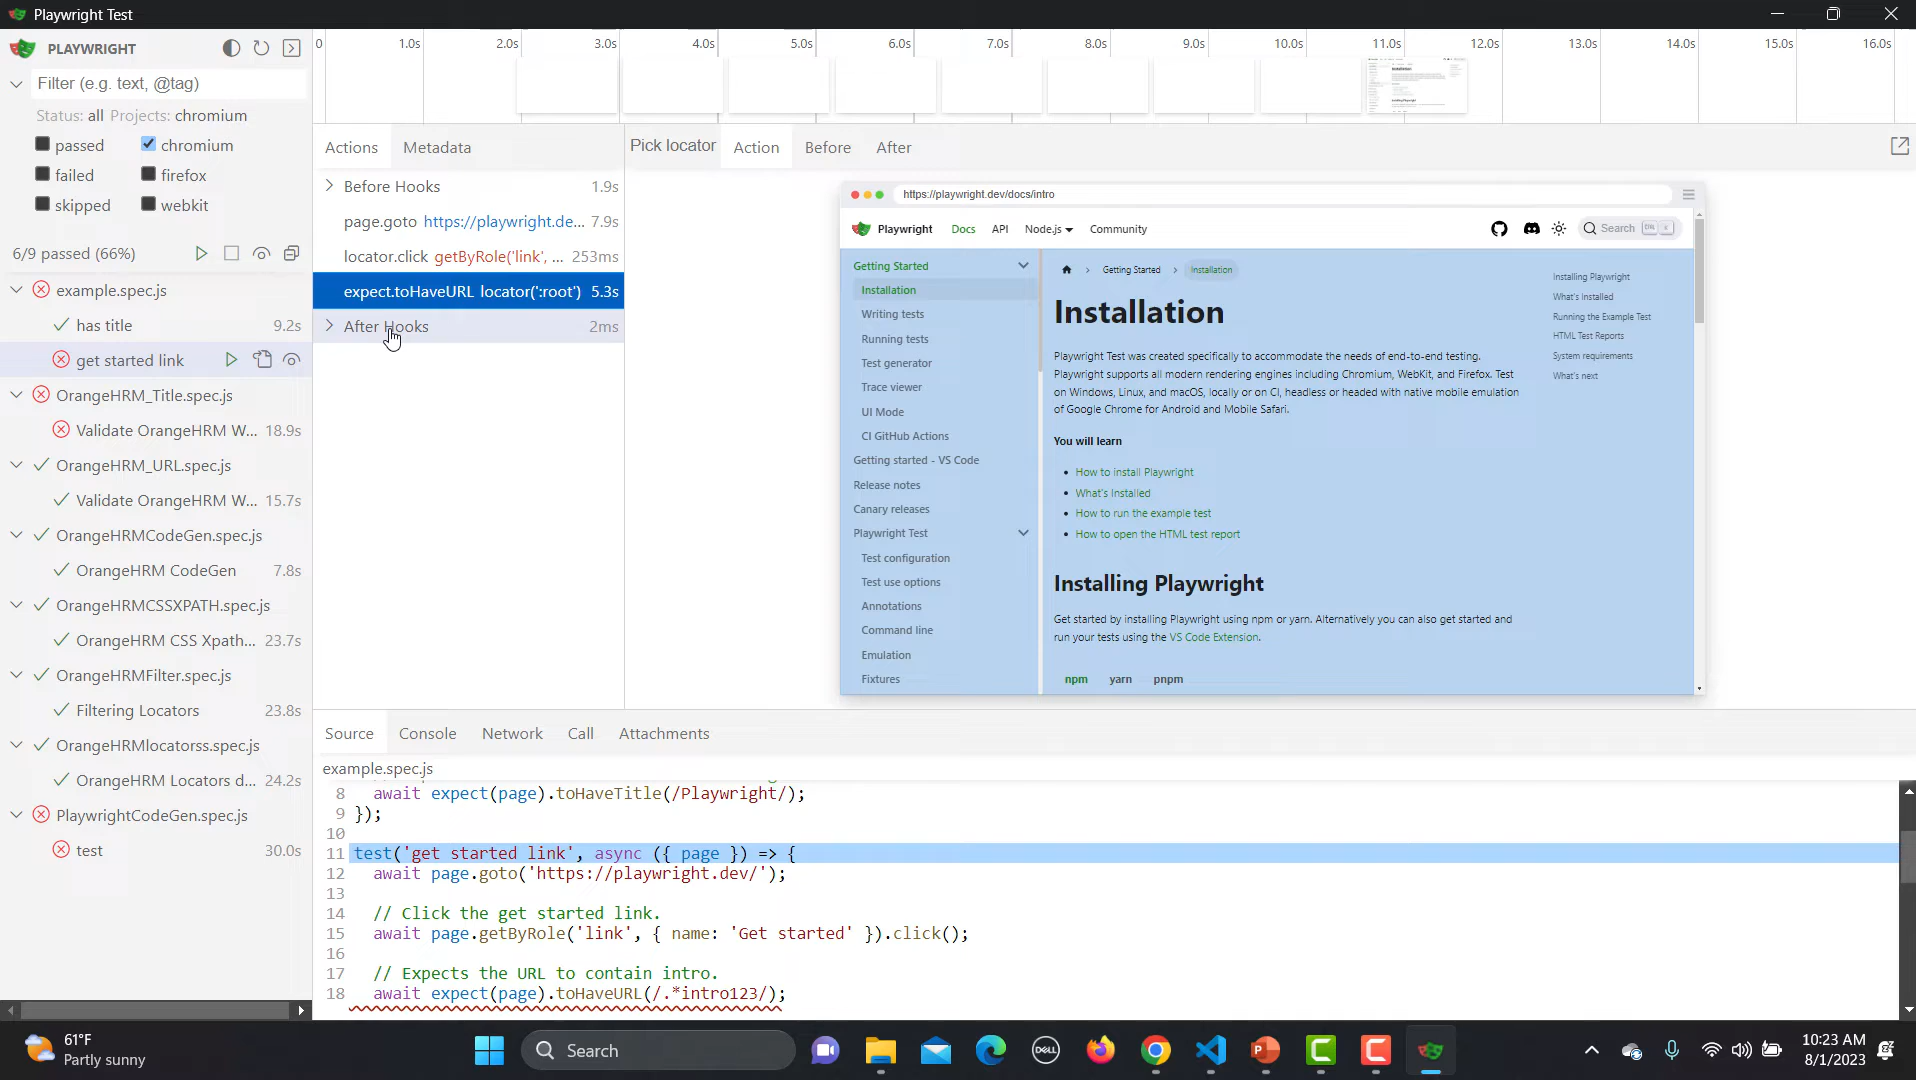 Playwright Test
PLAYWRIGHT
Filter (e.g. text, @tag)
Status: all Projects: chromium
passed chromium
failed firefox
skipped webkit
6/9 passed (66%)
example.spec.js
has title 9.2s
get started link
OrangeHRM_Title.spec.js
Validate OrangeHRM W... 18.9s
OrangeHRM_URL.spec.js
Validate OrangeHRM W... 15.7s
OrangeHRMCodeGen.spec.js
OrangeHRM CodeGen 7.8s
OrangeHRMCSSXPATH.spec.js
OrangeHRM CSS Xpath... 23.7s
OrangeHRMFilter.spec.js
Filtering Locators 23.8s
OrangeHRMlocatorss.spec.js
OrangeHRM Locators d... 24.2s
PlaywrightCodeGen.spec.js
test 30.0s
0 1.0s 2.0s 3.0s 4.0s 5.0s 6.0s 7.0s 8.0s 9.0s 10.0s 11.0s 12.0s 13.0s 14.0s 15.0s 16.0s
Actions Metadata
Before Hooks 1.9s
page.goto https://playwright.de... 7.9s
locator.click getByRole('link', ... 253ms
expect.toHaveURL locator(':root') 5.3s
After Hooks 2ms
Pick locator Action Before After
https://playwright.dev/docs/intro
Playwright Docs API Node.js Community Search
Getting Started
Installation
Writing tests
Running tests
Test generator
Trace viewer
UI Mode
CI GitHub Actions
Getting started - VS Code
Release notes
Canary releases
Playwright Test
Test configuration
Test use options
Annotations
Command line
Emulation
Fixtures
Getting Started Installation
Installation
Playwright Test was created specifically to accommodate the needs of end-to-end testing.
Playwright supports all modern rendering engines including Chromium, WebKit, and Firefox. Test
on Windows, Linux, and macOS, locally or on CI, headless or headed with native mobile emulation
of Google Chrome for Android and Mobile Safari.
You will learn
How to install Playwright
What's Installed
How to run the example test
How to open the HTML test report
Installing Playwright
Get started by installing Playwright using npm or yarn. Alternatively you can also get started and
run your tests using the VS Code Extension.
npm yarn pnpm
Installing Playwright
What's Installed
Running the Example Test
HTML Test Reports
System requirements
What's next
Source Console Network Call Attachments
example.spec.js
8 await expect(page).toHaveTitle(/Playwright/);
9 });
10
11 test('get started link', async ({ page }) => {
12 await page.goto('https://playwright.dev/');
13
14 // Click the get started link.
15 await page.getByRole('link', { name: 'Get started' }).click();
16
17 // Expects the URL to contain intro.
18 await expect(page).toHaveURL(/.*intro123/);
61°F
Partly sunny
Search
DELL
10:23 AM
8/1/2023